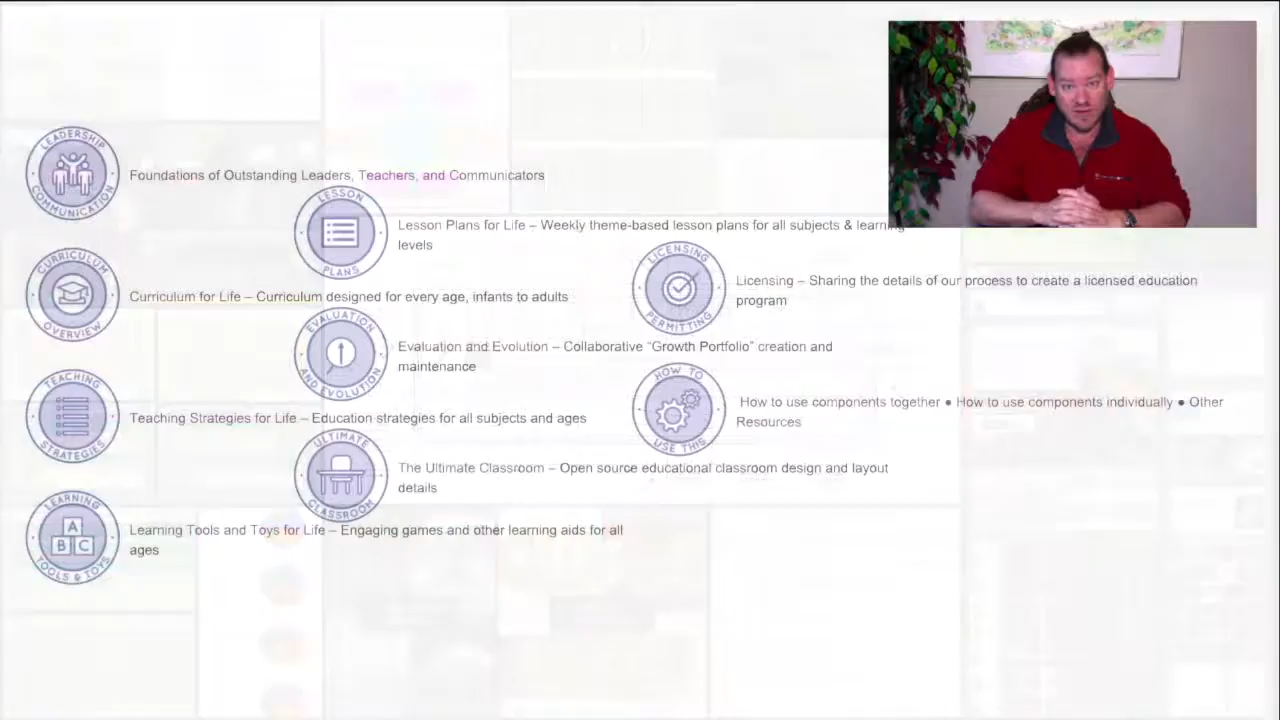 LEADERSHIP
COMMUNICATION
Foundations of Outstanding Leaders, Teachers, and Communicators
CURRICULUM
OVERVIEW
Curriculum for Life – Curriculum designed for every age, infants to adults
TEACHING
STRATEGIES
Teaching Strategies for Life – Education strategies for all subjects and ages
LEARNING
A
B C
TOOLS & TOYS
Learning Tools and Toys for Life – Engaging games and other learning aids for all
ages
LESSON
PLANS
Lesson Plans for Life – Weekly theme-based lesson plans for all subjects & learning
levels
EVALUATION
AND EVOLUTION
Evaluation and Evolution – Collaborative “Growth Portfolio” creation and
maintenance
ULTIMATE
CLASSROOM
The Ultimate Classroom – Open source educational classroom design and layout
details
LICENSING
PERMITTING
Licensing – Sharing the details of our process to create a licensed education
program
HOW TO
USE THIS
How to use components together ● How to use components individually ● Other
Resources